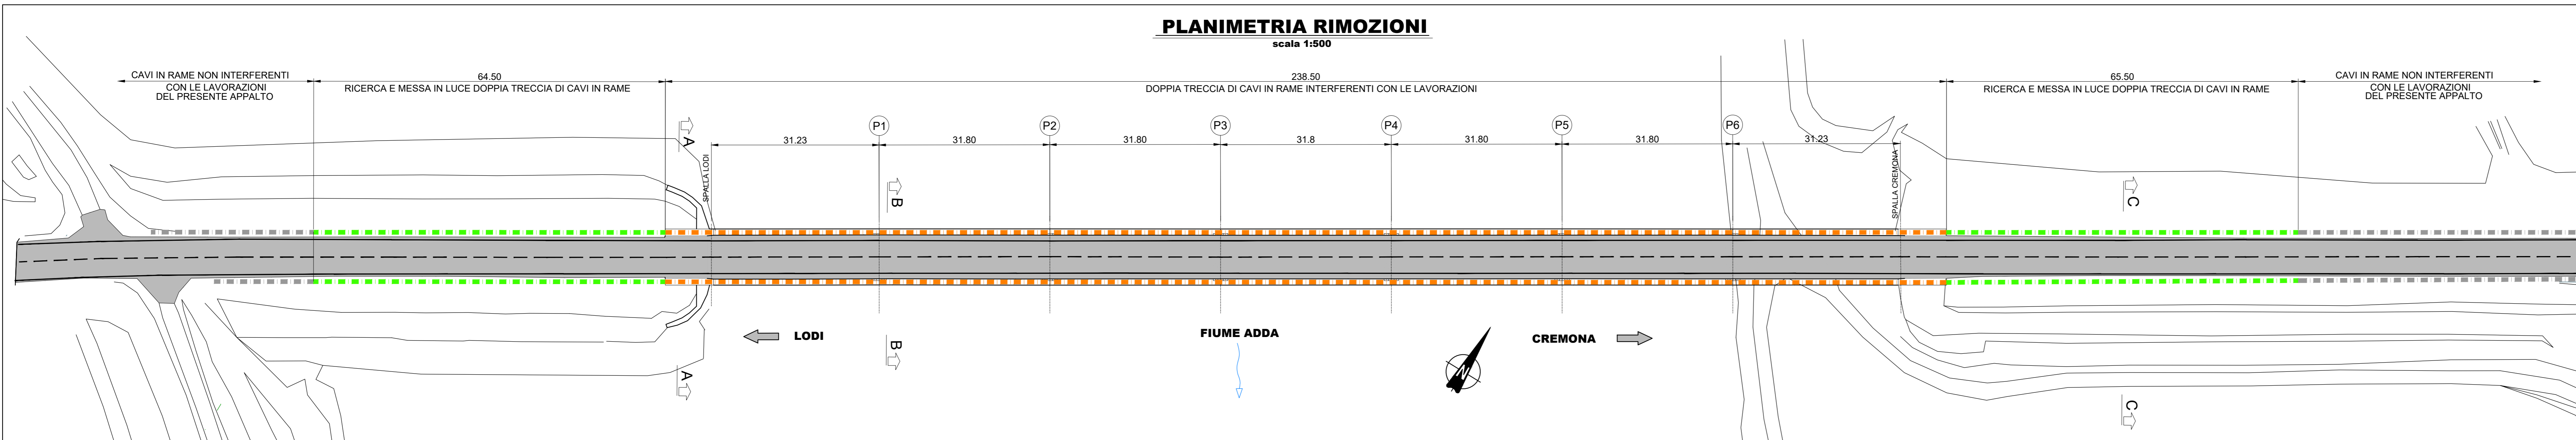 PLANIMETRIA RIMOZIONI
scala 1:500
CAVI IN RAME NON INTERFERENTI
CON LE LAVORAZIONI
DEL PRESENTE APPALTO
64.50
RICERCA E MESSA IN LUCE DOPPIA TRECCIA DI CAVI IN RAME
238.50
DOPPIA TRECCIA DI CAVI IN RAME INTERFERENTI CON LE LAVORAZIONI
65.50
RICERCA E MESSA IN LUCE DOPPIA TRECCIA DI CAVI IN RAME
CAVI IN RAME NON INTERFERENTI
CON LE LAVORAZIONI
DEL PRESENTE APPALTO
A
SPALLA LODI
31.23
P1
31.80
P2
31.80
P3
31.8
P4
31.80
P5
31.80
P6
31.23
SPALLA CREMONA
B
C
LODI
FIUME ADDA
CREMONA
N
A
B
C